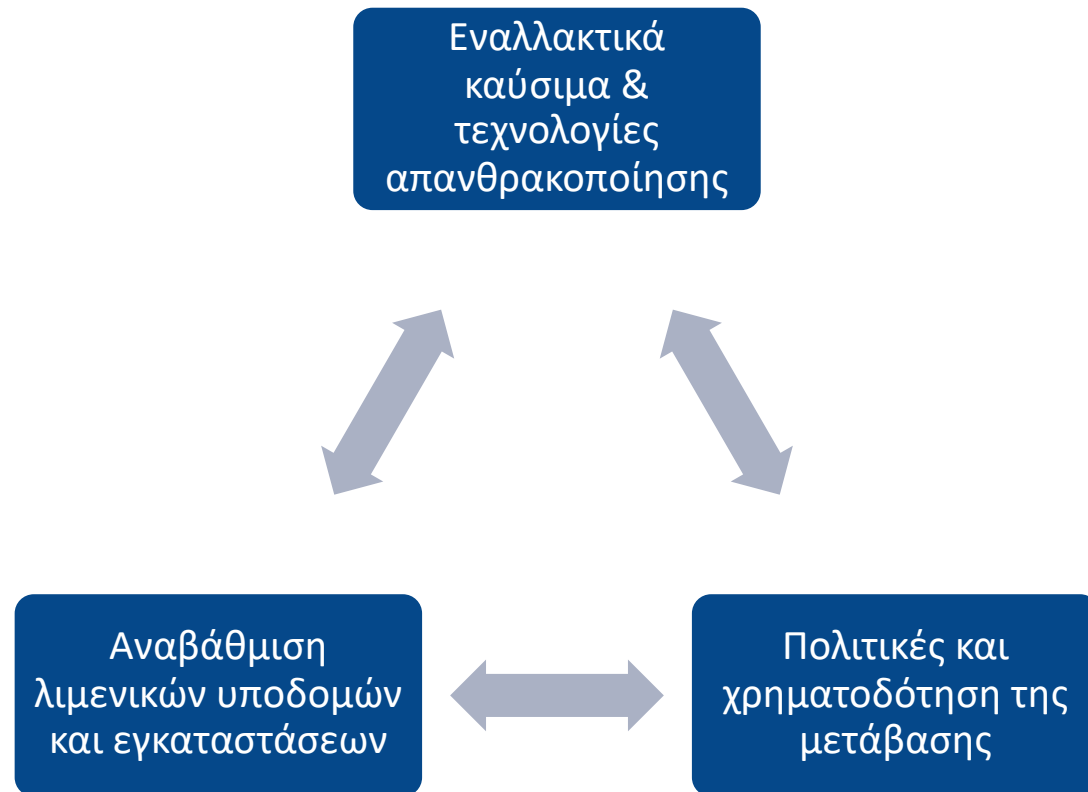 Εναλλακτικά
καύσιμα &
τεχνολογίες
απανθρακοποίησης
Αναβάθμιση
λιμενικών υποδομών
και εγκαταστάσεων
Πολιτικές και
χρηματοδότηση της
μετάβασης